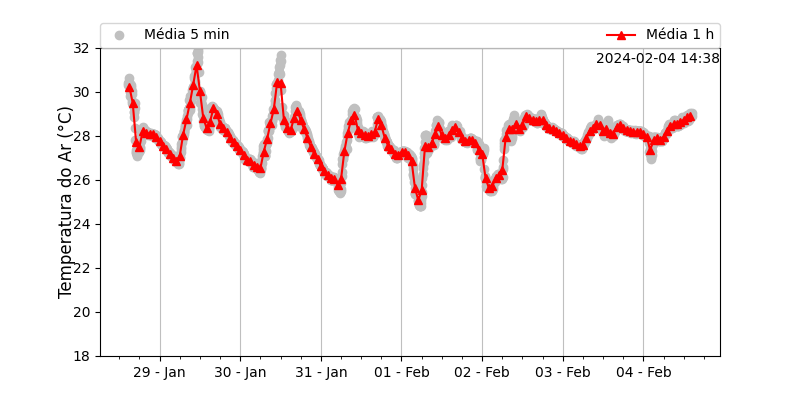 Média 5 min
Média 1 h
2024-02-04 14:38
Temperatura do Ar (°C)
32
30
28
26
24
22
20
18
29 - Jan
30 - Jan
31 - Jan
01 - Feb
02 - Feb
03 - Feb
04 - Feb